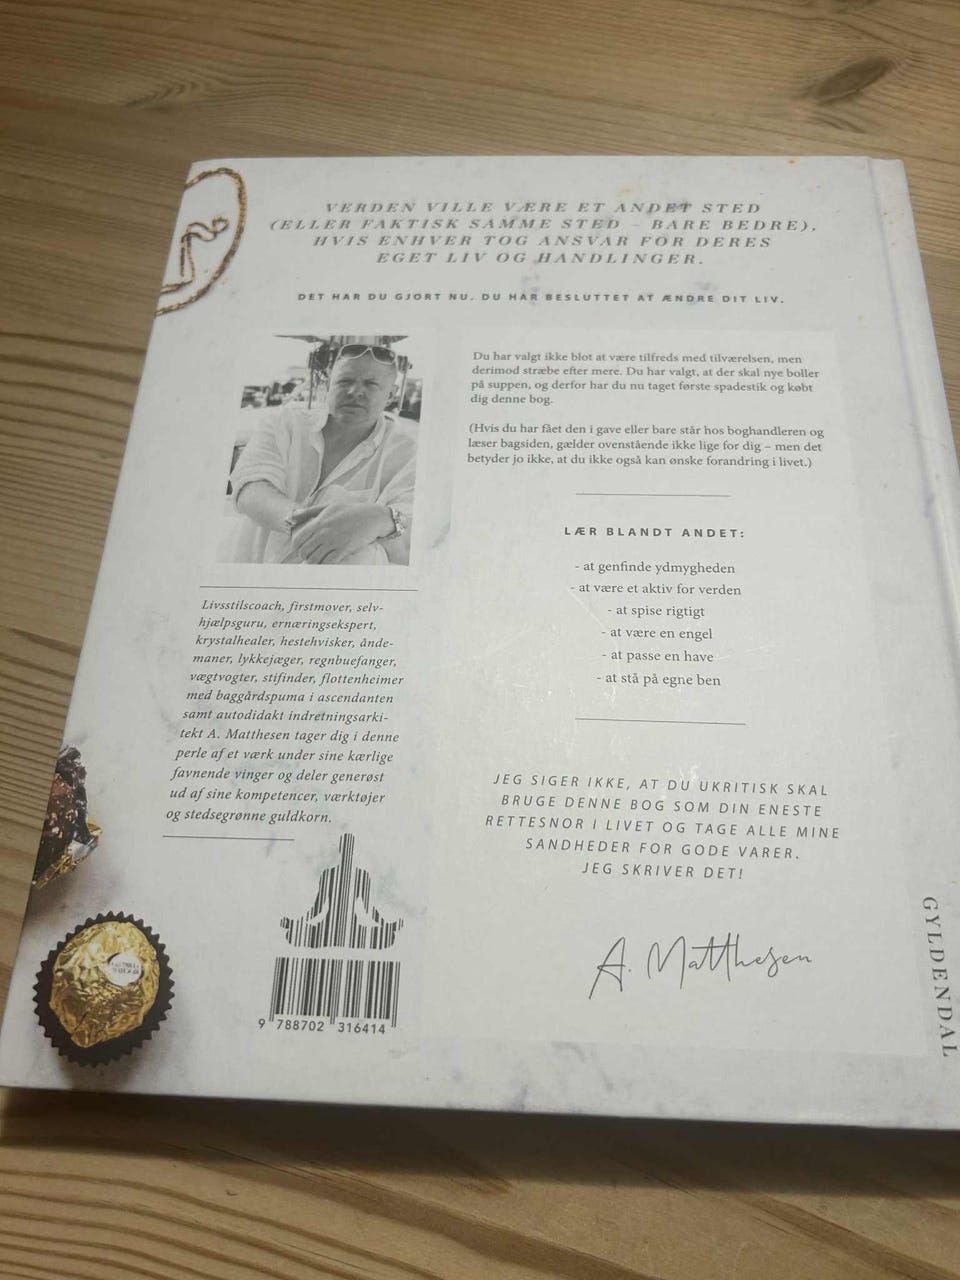 VERDEN VILLE VÆRE ET ANDET STED
(ELLER FAKTISK SAMME STED – BARE BEDRE),
HVIS ENHVER TOG ANSVAR FOR DERES
EGET LIV OG HANDLINGER.
DET HAR DU GJORT NU. DU HAR BESLUTTET AT ÆNDRE DIT LIV.
Du har valgt ikke blot at være tilfreds med tilværelsen, men
derimod stræbe efter mere. Du har valgt, at der skal nye boller
på suppen, og derfor har du nu taget første spadestik og købt
dig denne bog.
(Hvis du har fået den i gave eller bare står hos boghandleren og
læser bagsiden, gælder ovenstående ikke lige for dig – men det
betyder jo ikke, at du ikke også kan ønske forandring i livet.)
LÆR BLANDT ANDET:
- at genfinde ydmygheden
- at være et aktiv for verden
- at spise rigtigt
- at være en engel
- at passe en have
- at stå på egne ben
Livsstilscoach, firstmover, selv-
hjælpsguru, ernæringsekspert,
krystalhealer, hestehvisker, ånde-
maner, lykkejæger, regnbuefanger,
vægtvogter, stifinder, flottenheimer
med baggårdspuma i ascendanten
samt autodidakt indretningsarki-
tekt A. Matthesen tager dig i denne
perle af et værk under sine kærlige
favnende vinger og deler generøst
ud af sine kompetencer, værktøjer
og stedsegrønne guldkorn.
JEG SIGER IKKE, AT DU UKRITISK SKAL
BRUGE DENNE BOG SOM DIN ENESTE
RETTESNOR I LIVET OG TAGE ALLE MINE
SANDHEDER FOR GODE VARER.
JEG SKRIVER DET!
A. Matthesen
9 788702 316414
GYLDENDAL